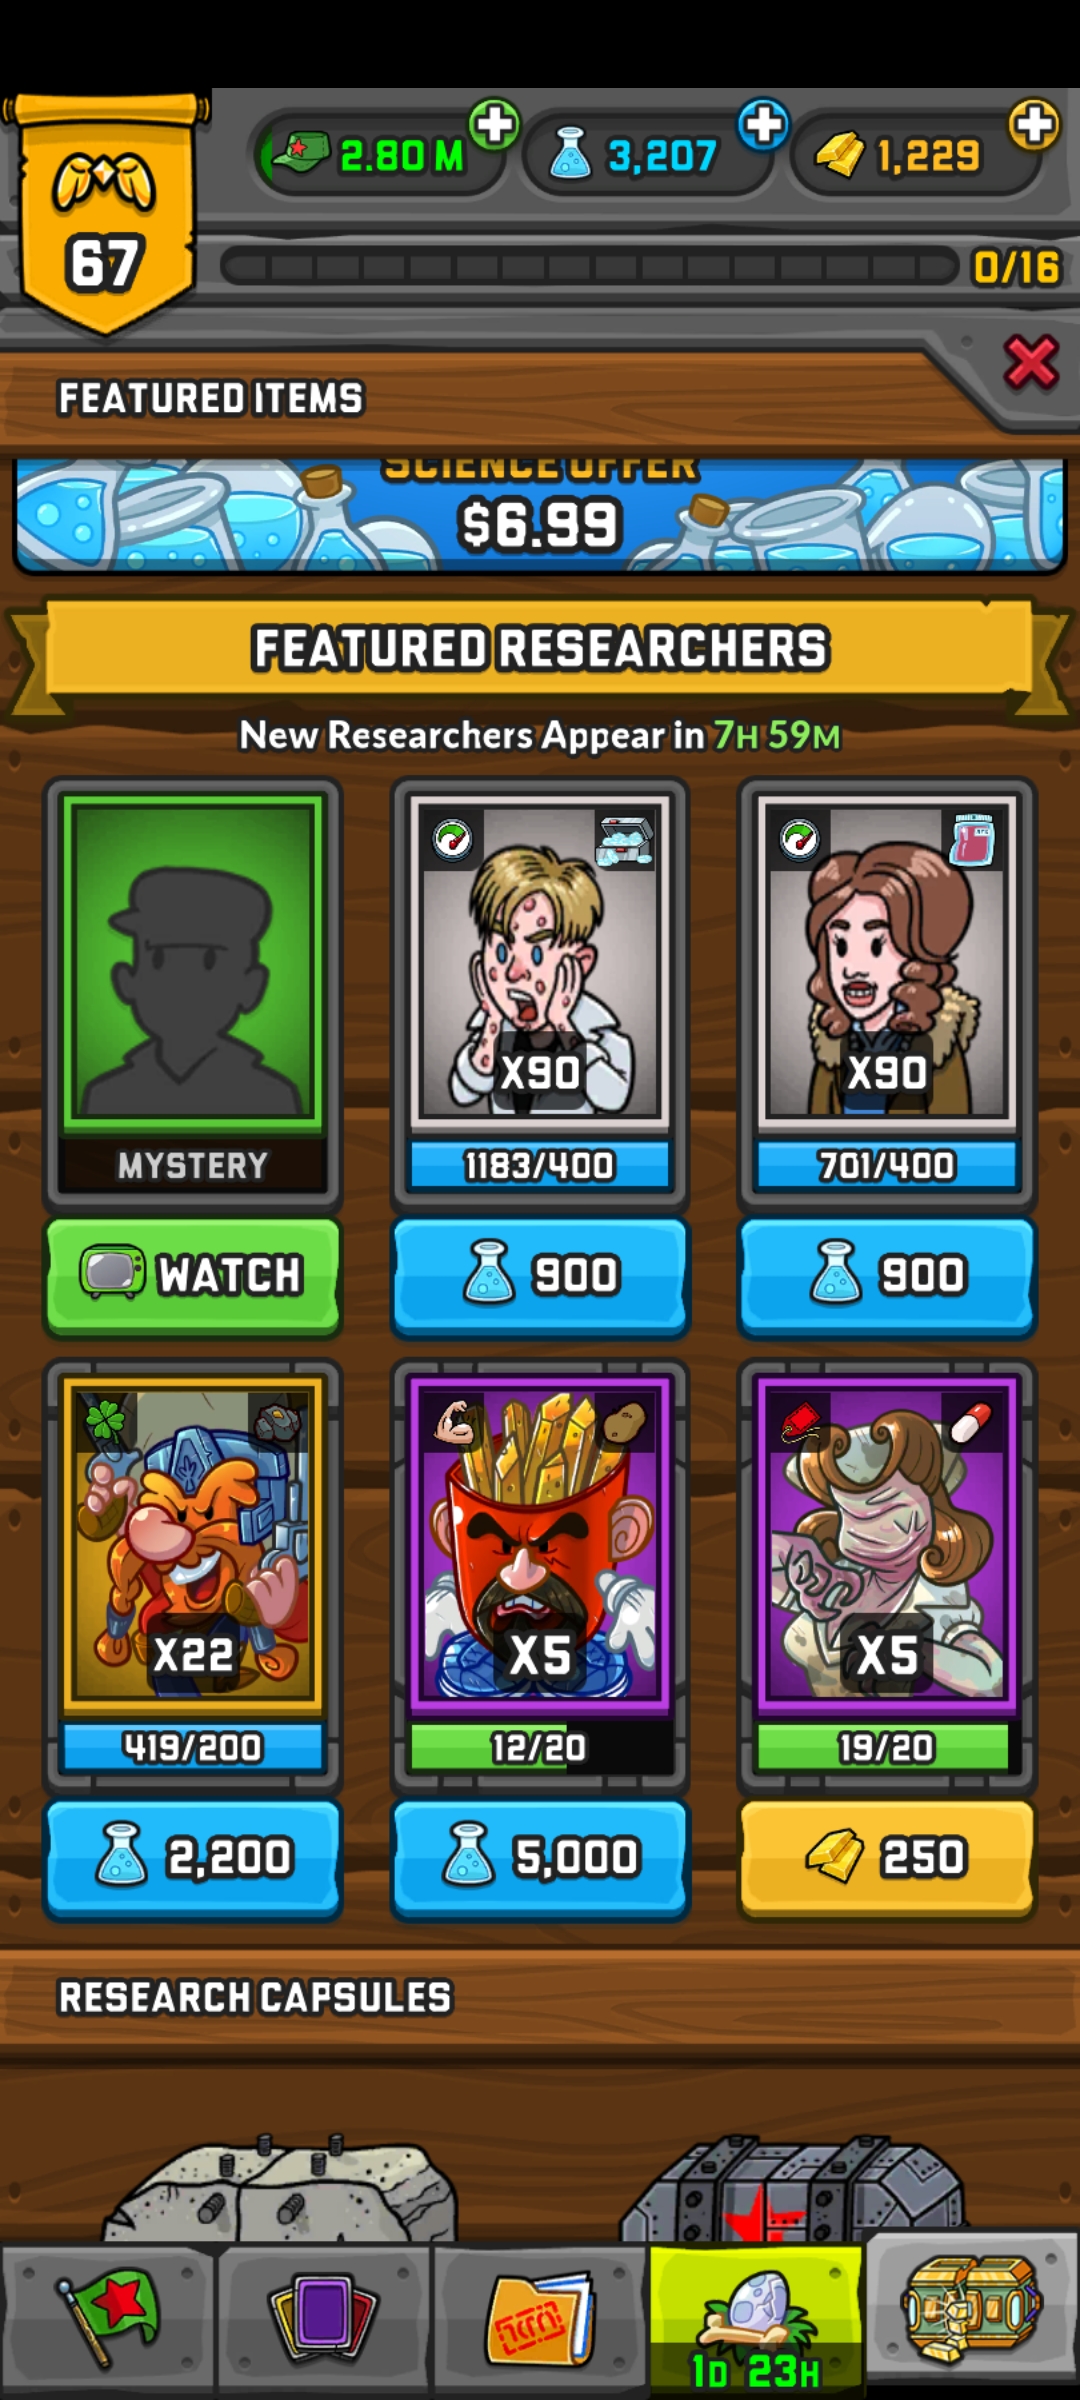 2.80 M
3,207
1,229
67
0/16
FEATURED ITEMS
SCIENCE OFFER
$6.99
FEATURED RESEARCHERS
New Researchers Appear in 7H 59M
X90
X90
MYSTERY
1183/400
701/400
WATCH
900
900
X22
X5
X5
419/200
12/20
19/20
2,200
5,000
250
RESEARCH CAPSULES
1D 23H